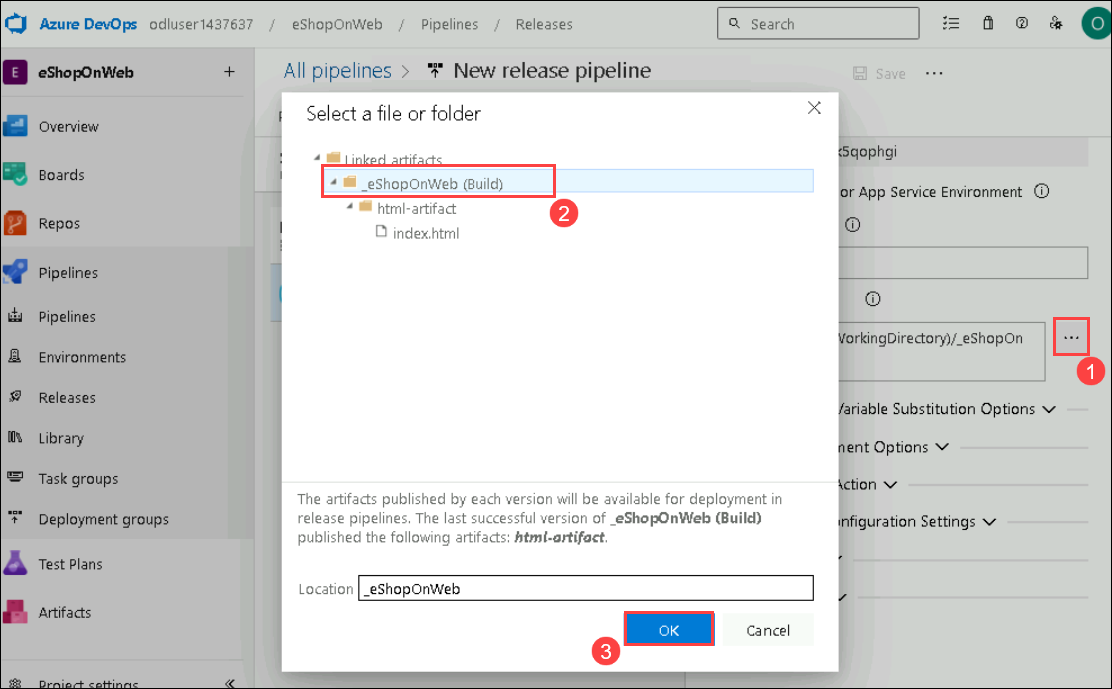 Azure DevOps odluser1437637 / eShopOnWeb / Pipelines / Releases Search O
E eShopOnWeb +
All pipelines > New release pipeline Save ...
Overview
Boards
Repos
Pipelines
Pipelines
Environments
Releases
Library
Task groups
Deployment groups
Test Plans
Artifacts
Project settings
Select a file or folder
Linked artifacts
_eShopOnWeb (Build)
2
html-artifact
index.html
The artifacts published by each version will be available for deployment in
release pipelines. The last successful version of _eShopOnWeb (Build)
published the following artifacts: html-artifact.
Location _eShopOnWeb
OK Cancel
3
k5qophgi
or App Service Environment
WorkingDirectory)/_eShopOn
...
1
Variable Substitution Options
ment Options
Action
nfiguration Settings